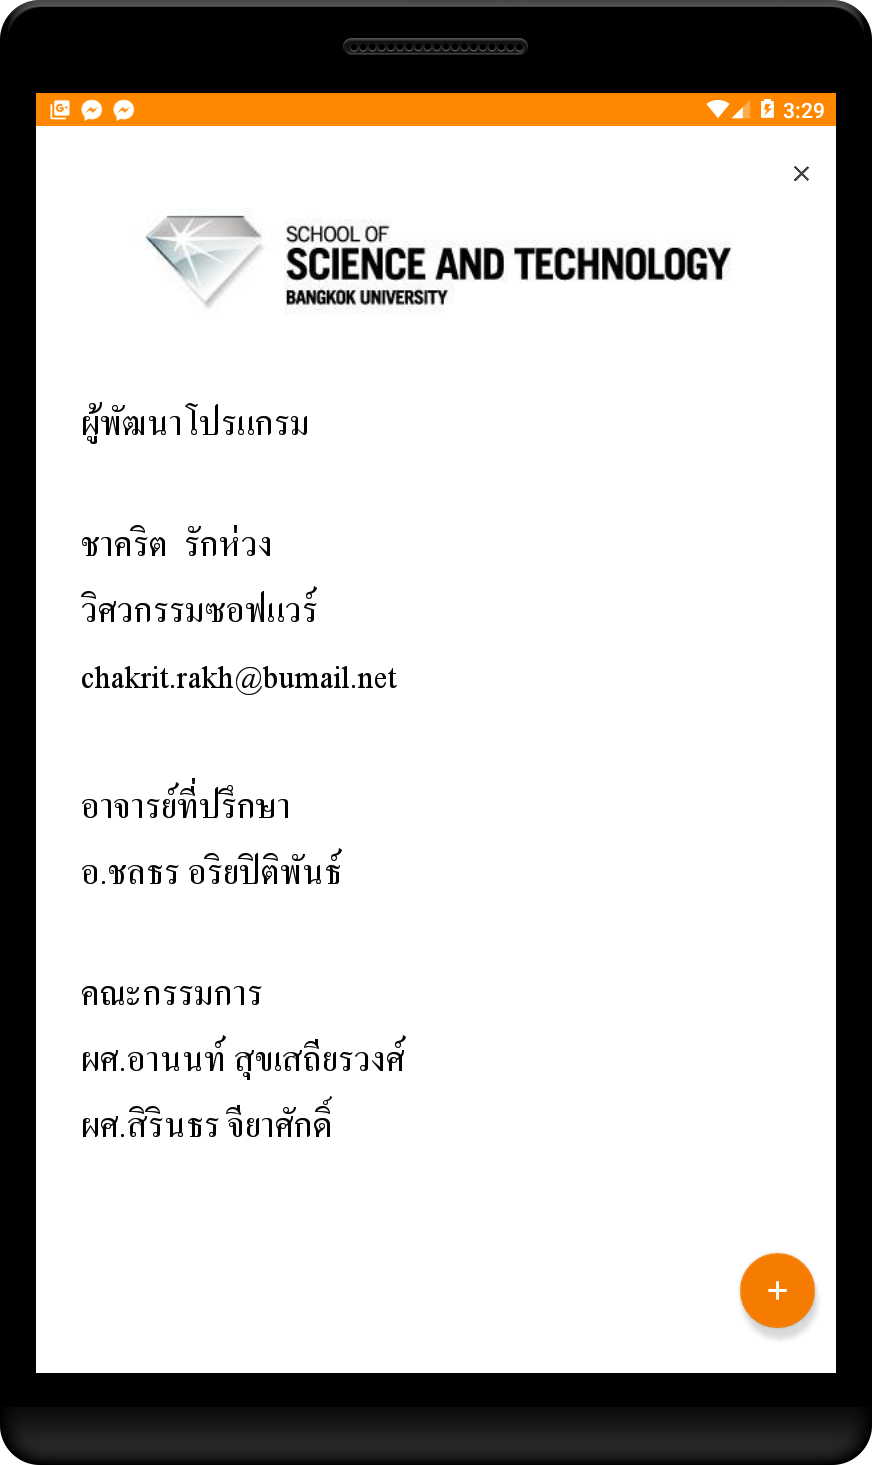 3:29
SCHOOL OF
SCIENCE AND TECHNOLOGY
BANGKOK UNIVERSITY
ผู้พัฒนาโปรแกรม
ชาคริต  รักห่วง
วิศวกรรมซอฟแวร์
chakrit.rakh@bumail.net
อาจารย์ที่ปรึกษา
อ.ชลธร อริยปิติพันธ์
คณะกรรมการ
ผศ.อานนท์ สุขเสถียรวงศ์
ผศ.สิรินธร จียาศักดิ์